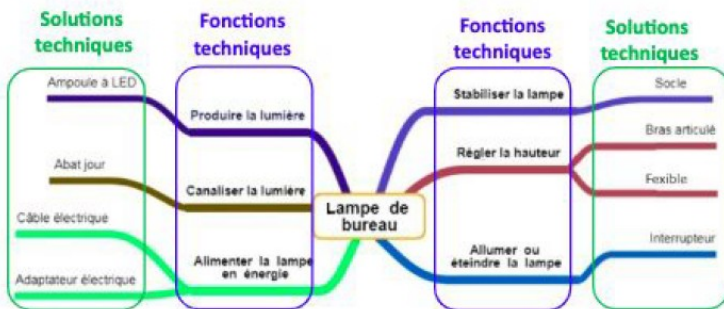 Solutions
techniques
Fonctions
techniques
Fonctions
techniques
Solutions
techniques
Ampoule à LED
Produire la lumière
Abat jour
Canaliser la lumière
Câble électrique
Alimenter la lampe
en énergie
Adaptateur électrique
Lampe de
bureau
Stabiliser la lampe
Socle
Régler la hauteur
Bras articulé
Fexible
Allumer ou
éteindre la lampe
Interrupteur